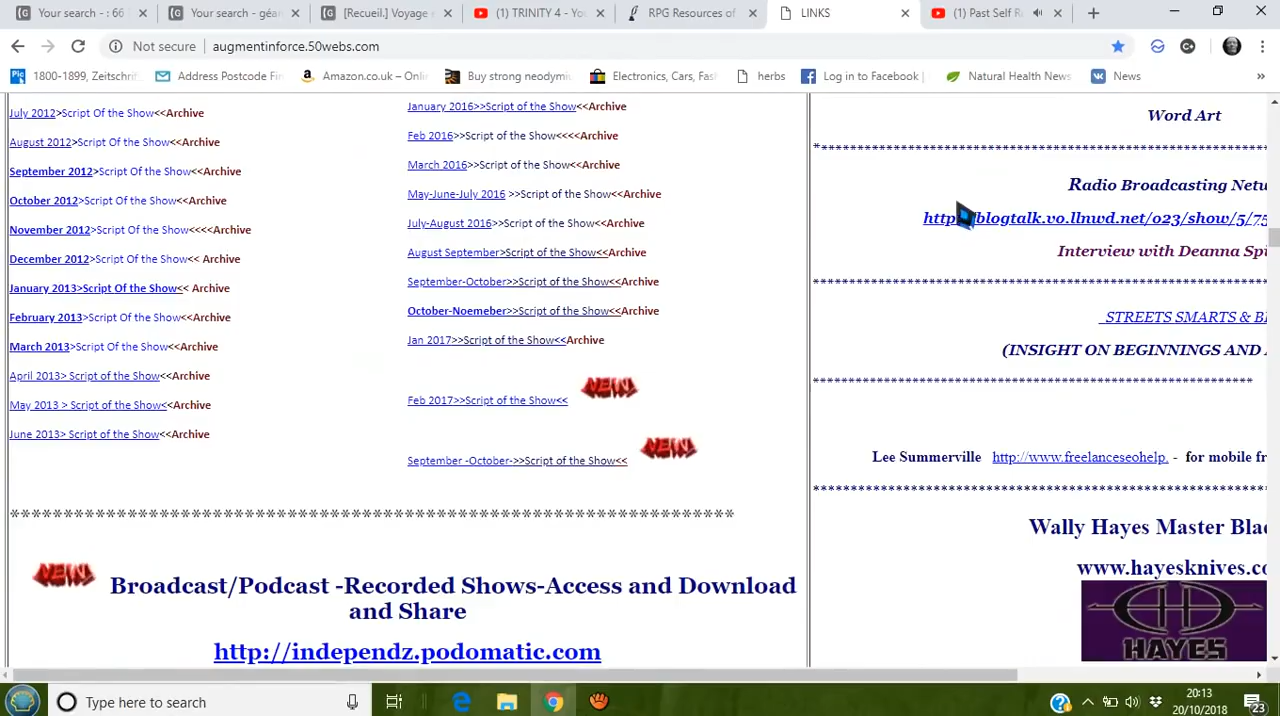 Your search - : 66
Your search - géan
[Recueil.] Voyage
(1) TRINITY 4 - You
RPG Resources of
LINKS
(1) Past Self R
Not secure
augmentinforce.50webs.com
1800-1899, Zeitschrif
Address Postcode Fin
Amazon.co.uk – Onli
Buy strong neodymi
Electronics, Cars, Fas
herbs
Log in to Facebook
Natural Health News
News
»
July 2012>Script Of the Show<<Archive
August 2012>Script Of the Show<<Archive
September 2012>Script Of the Show<<Archive
October 2012>Script Of the Show<<Archive
November 2012>Script Of the Show<<<<Archive
December 2012>Script Of the Show<< Archive
January 2013>Script Of the Show<< Archive
February 2013>Script Of the Show<<Archive
March 2013>Script Of the Show<<Archive
April 2013> Script of the Show<<Archive
May 2013 > Script of the Show<<Archive
June 2013> Script of the Show<<Archive
January 2016>>Script of the Show<<Archive
Feb 2016>>Script of the Show<<<<Archive
March 2016>>Script of the Show<<Archive
May-June-July 2016 >>Script of the Show<<Archive
July-August 2016>>Script of the Show<<Archive
August September>Script of the Show<<Archive
September-October>>Script of the Show<<Archive
October-Noemeber>>Script of the Show<<Archive
Jan 2017>>Script of the Show<<Archive
NEW!
Feb 2017>>Script of the Show<<
NEW!
September -October->>Script of the Show<<
********************************************************************
NEW!
Broadcast/Podcast -Recorded Shows-Access and Download
and Share
http://independz.podomatic.com
Word Art
Radio Broadcasting Netw
blogtalk.vo.llnwd.net/o23/show/5/75
Interview with Deanna Spi
STREETS SMARTS & B
(INSIGHT ON BEGINNINGS AND
Lee Summerville http://www.freelanceseohelp. - for mobile fr
Wally Hayes Master Blad
www.hayesknives.co
HAYES
Type here to search
20:13
20/10/2018
23